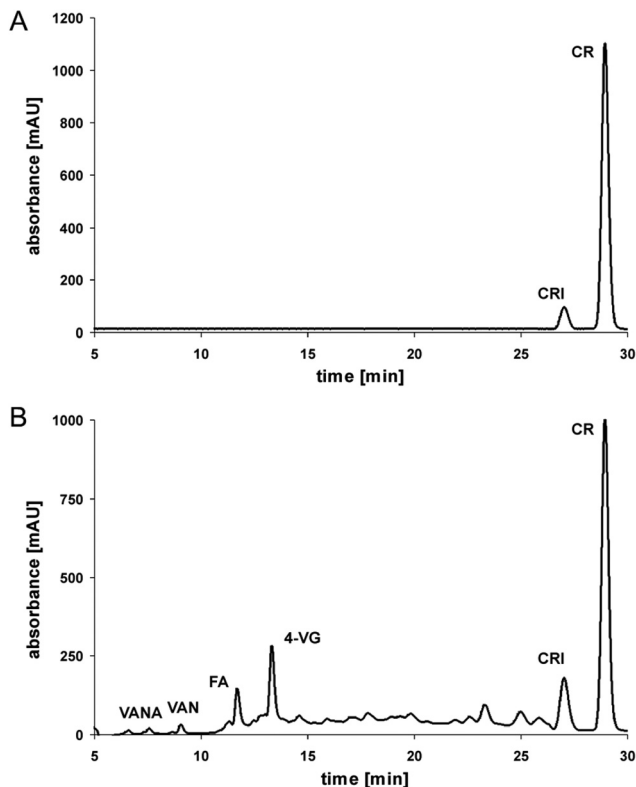 A
1200
1000
800
600
400
200
0
absorbance [mAU]
CR
CRI
5 10 15 20 25 30
time [min]
B
1000
750
500
250
0
absorbance [mAU]
CR
4-VG
CRI
FA
VANA VAN
5 10 15 20 25 30
time [min]